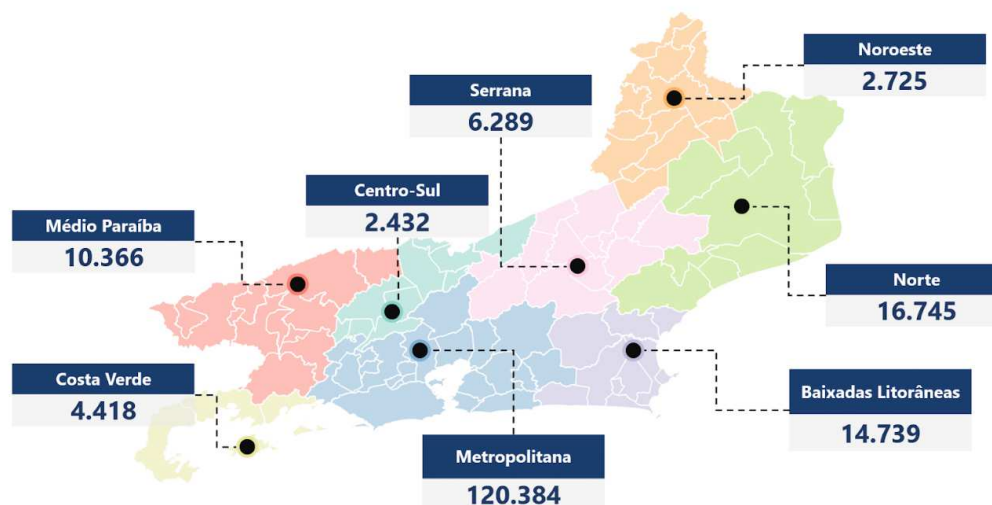 Noroeste
2.725
Serrana
6.289
Centro-Sul
2.432
Médio Paraíba
10.366
Norte
16.745
Costa Verde
4.418
Baixadas Litorâneas
14.739
Metropolitana
120.384